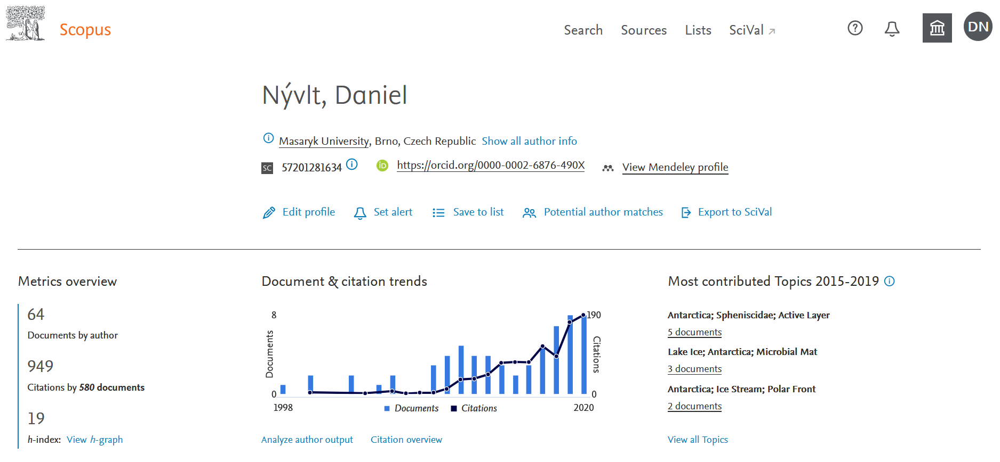 Scopus
Search
Sources
Lists
SciVal ↗
DN
Nývlt, Daniel
Masaryk University, Brno, Czech Republic Show all author info
SC 57201281634
iD https://orcid.org/0000-0002-6876-490X
View Mendeley profile
Edit profile
Set alert
Save to list
Potential author matches
Export to SciVal
Metrics overview
64
Documents by author
949
Citations by 580 documents
19
h-index: View h-graph
Document & citation trends
8
190
Documents
Citations
0
0
1998
2020
Documents
Citations
Analyze author output
Citation overview
Most contributed Topics 2015-2019
Antarctica; Spheniscidae; Active Layer
5 documents
Lake Ice; Antarctica; Microbial Mat
3 documents
Antarctica; Ice Stream; Polar Front
2 documents
View all Topics